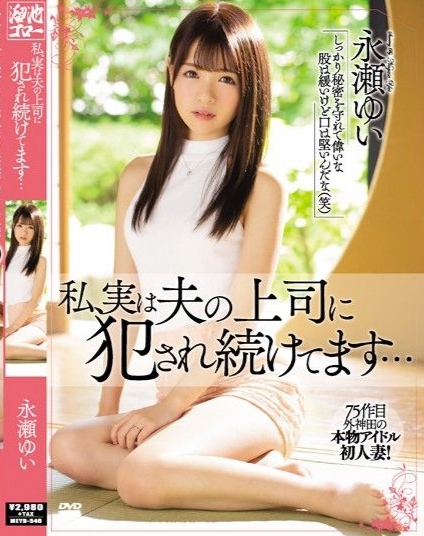 溜池
ゴロー
私、実は夫の上司に
犯され続けてます…
永瀬ゆい
¥2,980
+TAX
MEYD-546
永瀬ゆい
しっかり秘密を守れて偉いな
股は緩いけど口は堅いんだな(笑)
私、実は夫の上司に
犯され続けてます…
75作目
外神田の
本物アイドル
初人妻!
DVD